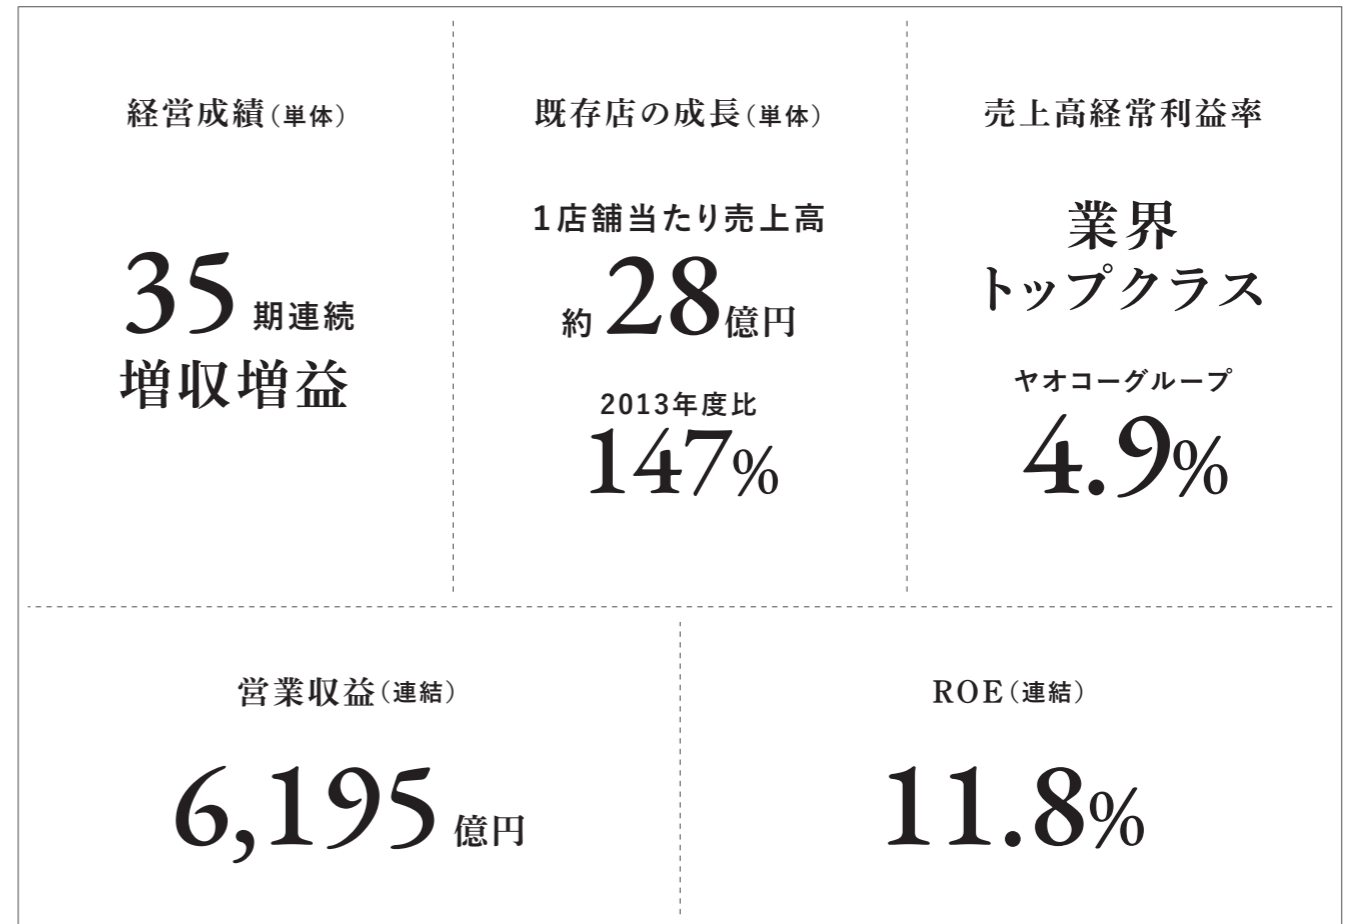 経営成績（単体）
35期連続
増収増益
既存店の成長（単体）
1店舗当たり売上高
約28億円
2013年度比
147%
売上高経常利益率
業界
トップクラス
ヤオコーグループ
4.9%
営業収益（連結）
6,195億円
ROE（連結）
11.8%